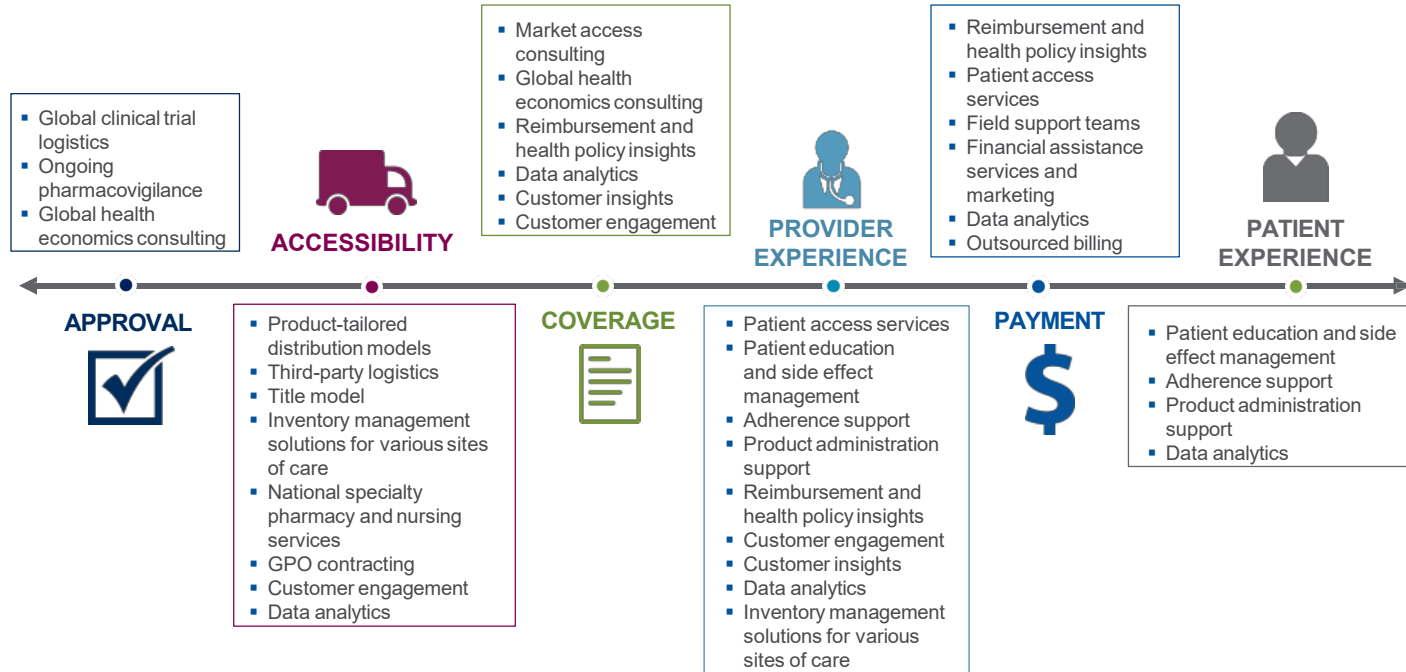 Global clinical trial
logistics
Ongoing
pharmacovigilance
Global health
economics consulting
APPROVAL
ACCESSIBILITY
Product-tailored
distribution models
Third-party logistics
Title model
Inventory management
solutions for various sites
of care
National specialty
pharmacy and nursing
services
GPO contracting
Customer engagement
Data analytics
Market access
consulting
Global health
economics consulting
Reimbursement and
health policy insights
Data analytics
Customer insights
Customer engagement
COVERAGE
PROVIDER
EXPERIENCE
Patient access services
Patient education
and side effect
management
Adherence support
Product administration
support
Reimbursement and
health policy insights
Customer engagement
Customer insights
Data analytics
Inventory management
solutions for various
sites of care
Reimbursement and
health policy insights
Patient access
services
Field support teams
Financial assistance
services and
marketing
Data analytics
Outsourced billing
PAYMENT
$
PATIENT
EXPERIENCE
Patient education and side
effect management
Adherence support
Product administration
support
Data analytics